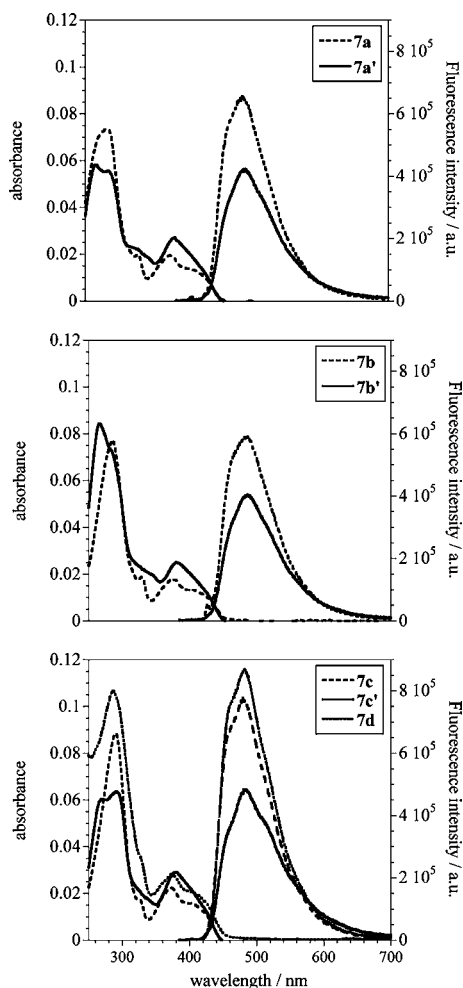 0.12
0.1
0.08
0.06
0.04
0.02
0
absorbance
7a
7a'
8 10⁵
6 10⁵
4 10⁵
2 10⁵
0
Fluorescence intensity / a.u.
0.12
0.1
0.08
0.06
0.04
0.02
0
absorbance
7b
7b'
8 10⁵
6 10⁵
4 10⁵
2 10⁵
0
Fluorescence intensity / a.u.
0.12
0.1
0.08
0.06
0.04
0.02
0
absorbance
7c
7c'
7d
8 10⁵
6 10⁵
4 10⁵
2 10⁵
0
Fluorescence intensity / a.u.
300 400 500 600 700
wavelength / nm